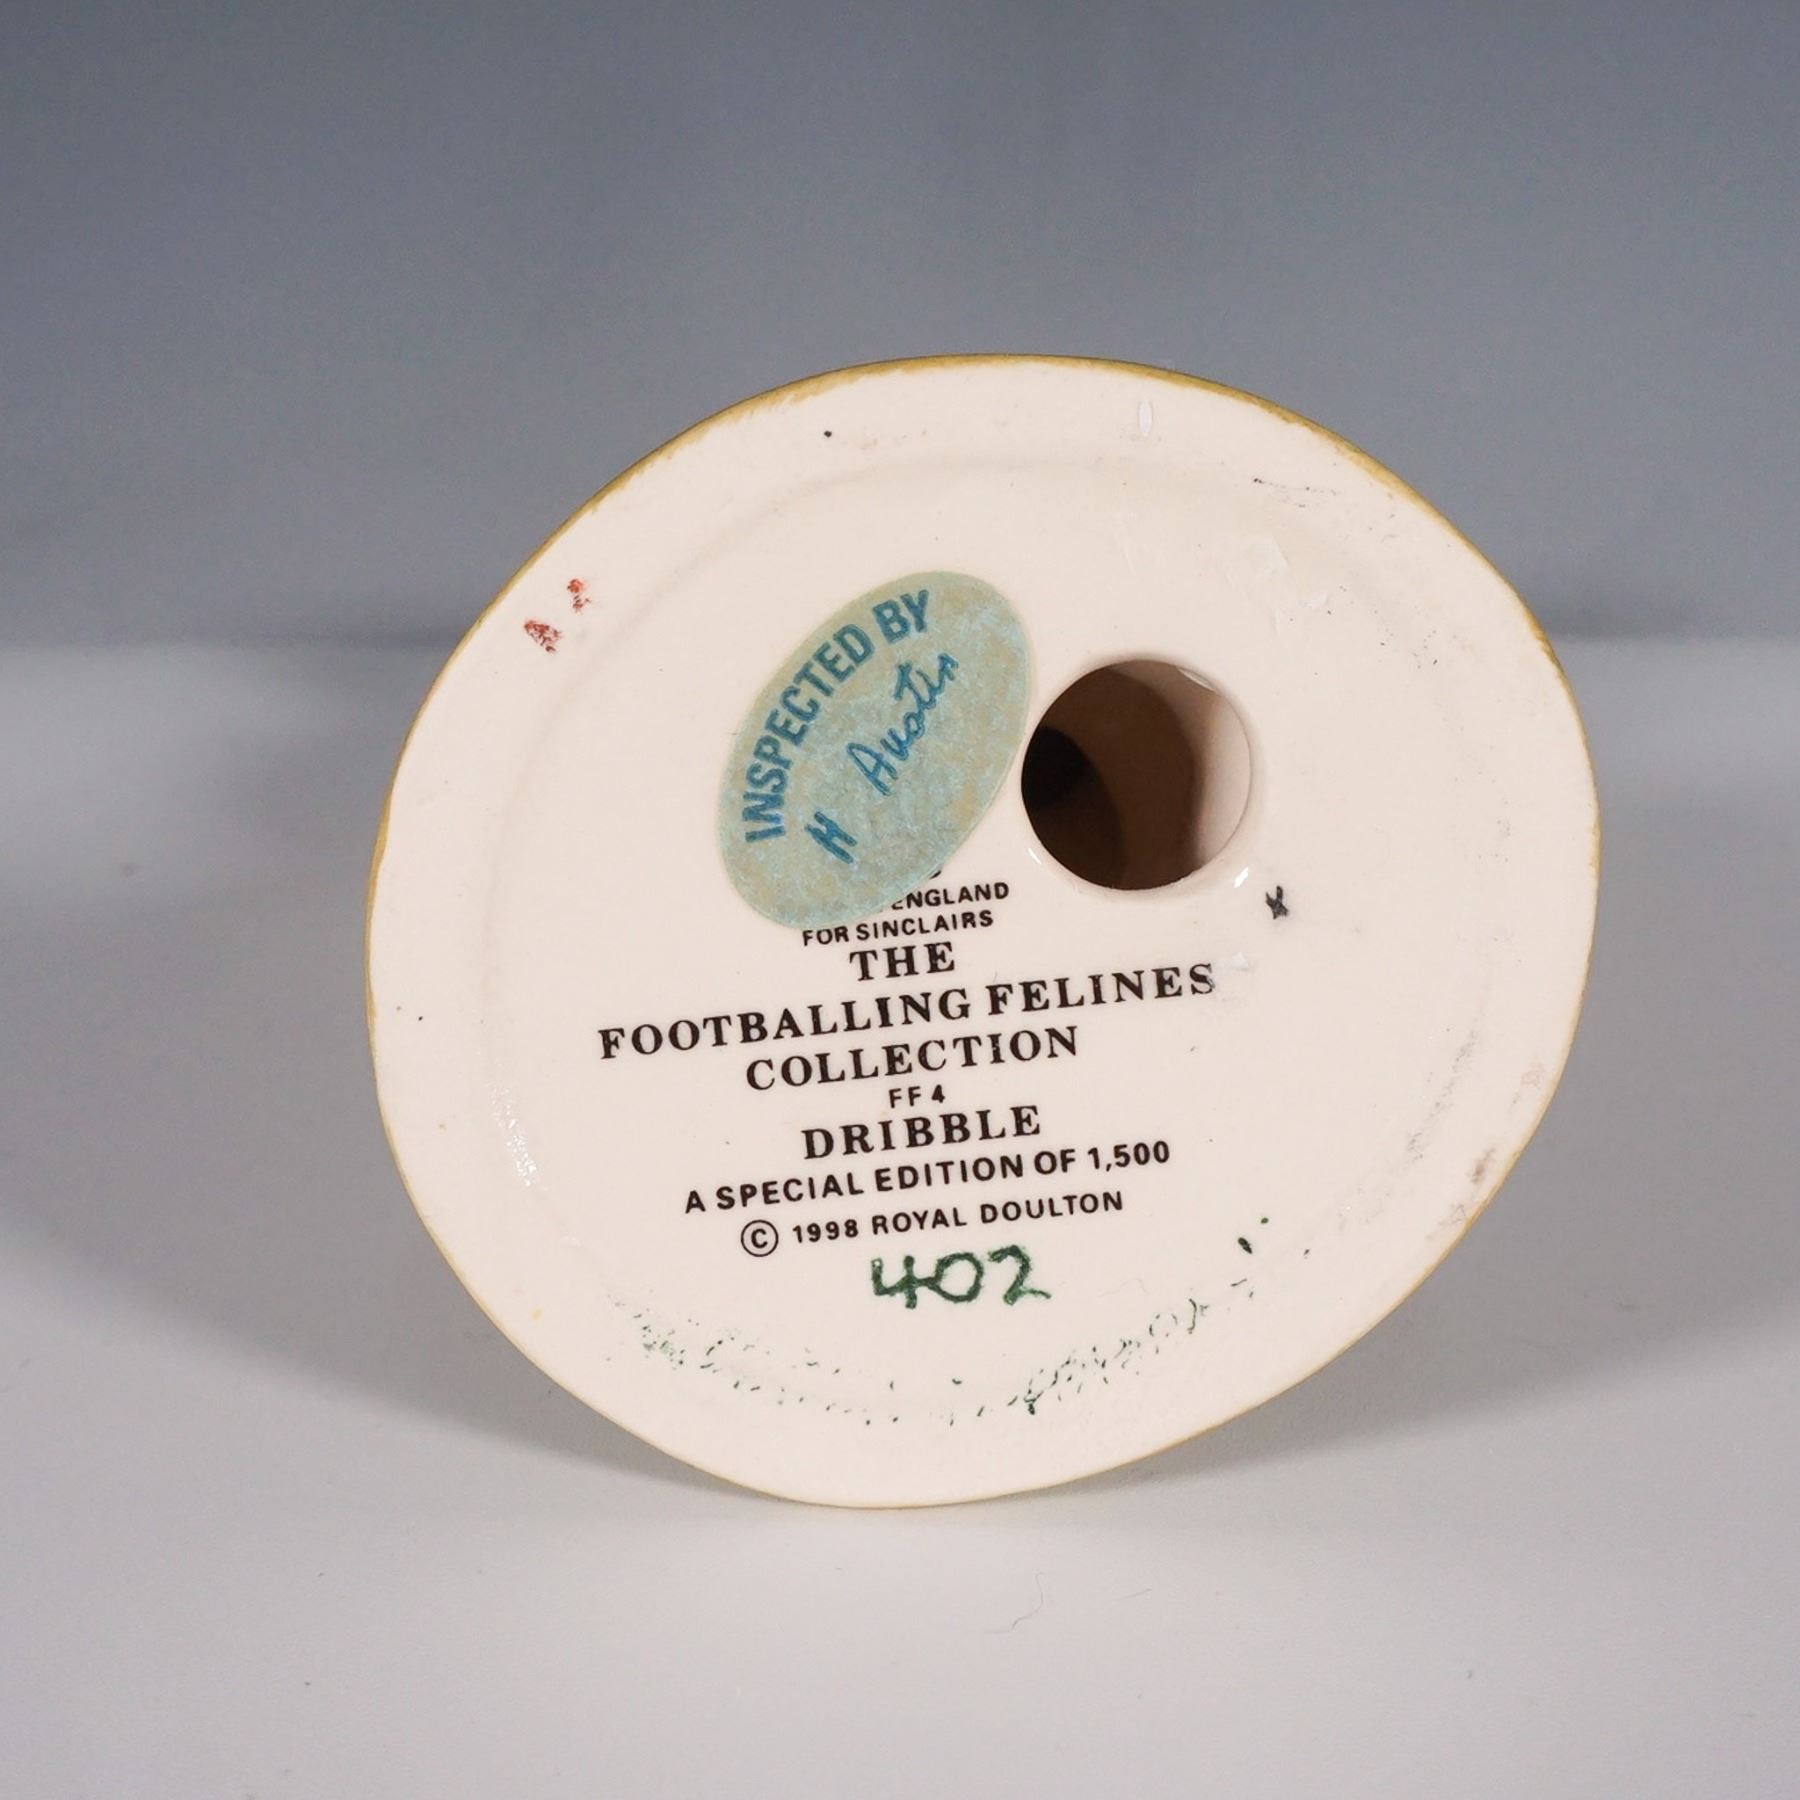 INSPECTED BY
H Austin
ENGLAND
FOR SINCLAIRS
THE
FOOTBALLING FELINES
COLLECTION
FF 4
DRIBBLE
A SPECIAL EDITION OF 1,500
© 1998 ROYAL DOULTON
402